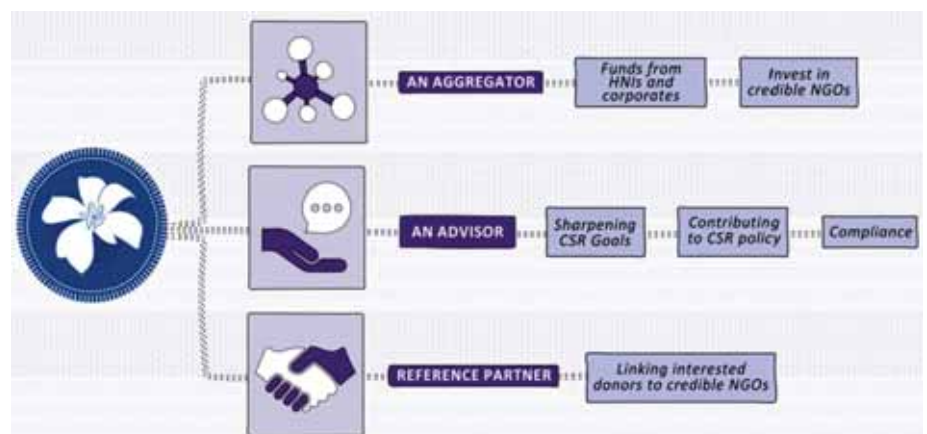 AN AGGREGATOR
Funds from
HNIs and
corporates
Invest in
credible NGOs
AN ADVISOR
Sharpening
CSR Goals
Contributing
to CSR policy
Compliance
REFERENCE PARTNER
Linking interested
donors to credible NGOs